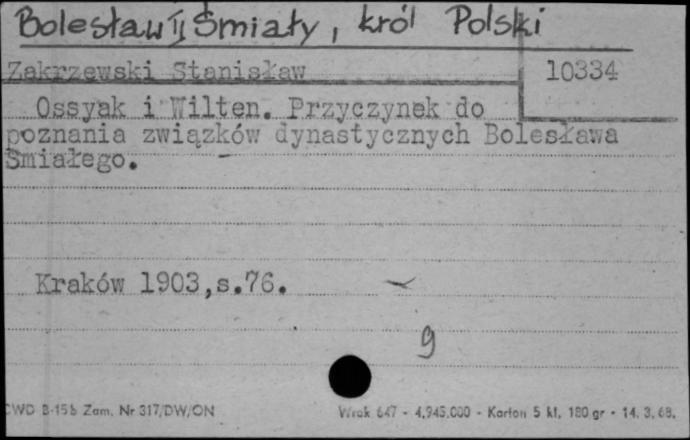 Bolesław II Śmiały, król Polski
Zakrzewski Stanisław 10334
Ossyak i Wilten. Przyczynek do
poznania związków dynastycznych Bolesława
Śmiałego.
Kraków 1903,s.76.
9
CWD B-15b Zam. Nr 317/DW/ON Wrok 647 - 4.945.000 - Karton 5 kl. 180 gr - 14. 3. 68.